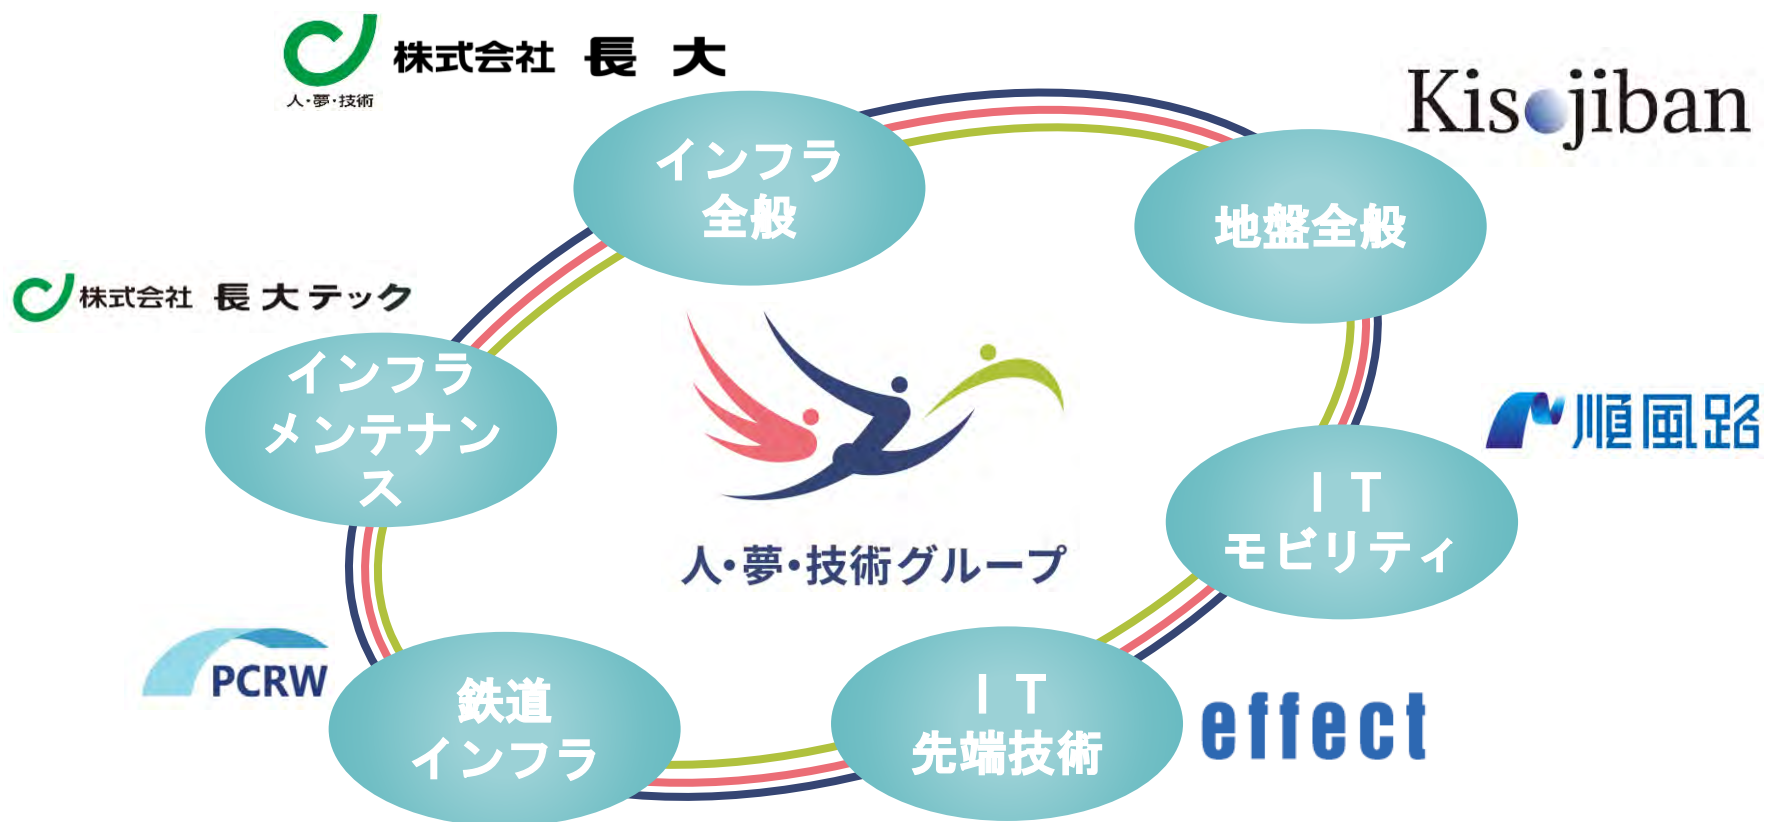 株式会社 長 大
人・夢・技術
Kisojiban
インフラ
全般
地盤全般
株式会社 長大テック
インフラ
メンテナン
ス
順風路
IT
モビリティ
人・夢・技術グループ
PCRW
鉄道
インフラ
IT
先端技術
effect